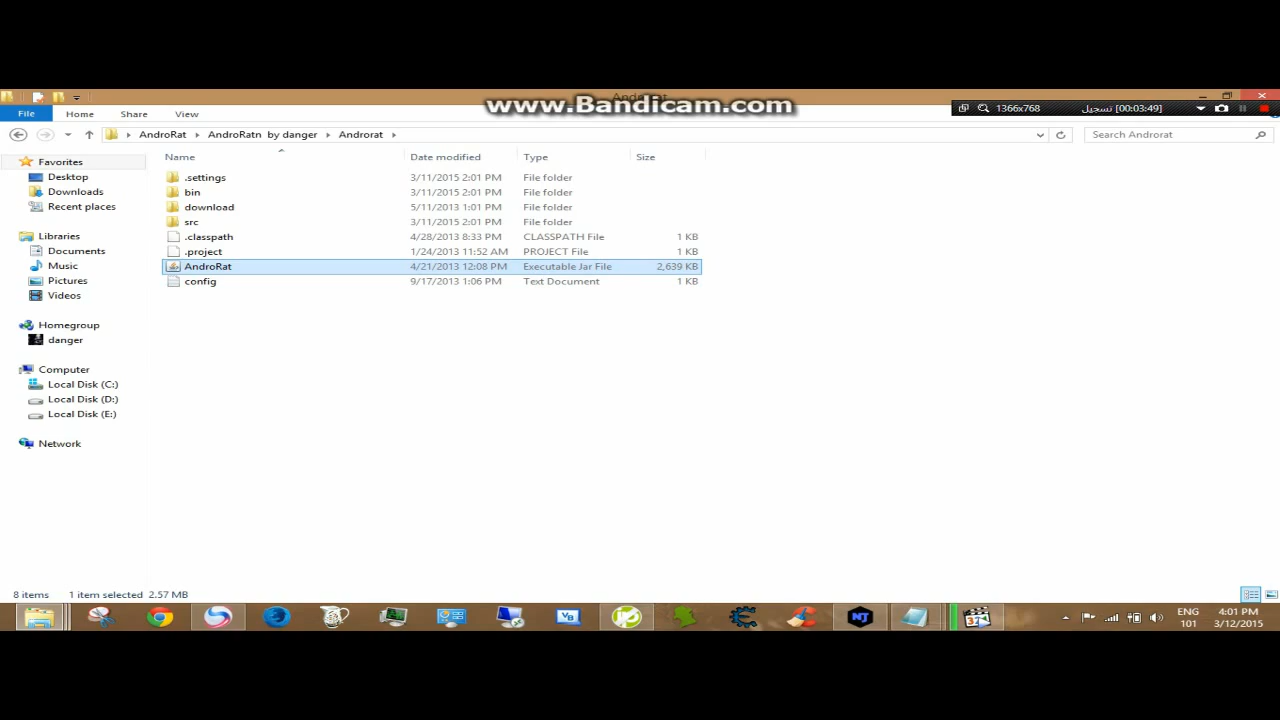 www.Bandicam.com
1366x768 تسجيل [00:03:49]
File Home Share View
AndroRat AndroRatn by danger Androrat
Search Androrat
Name Date modified Type Size
Favorites
Desktop
Downloads
Recent places
Libraries
Documents
Music
Pictures
Videos
Homegroup
danger
Computer
Local Disk (C:)
Local Disk (D:)
Local Disk (E:)
Network
.settings 3/11/2015 2:01 PM File folder
bin 3/11/2015 2:01 PM File folder
download 5/11/2013 1:01 PM File folder
src 3/11/2015 2:01 PM File folder
.classpath 4/28/2013 8:33 PM CLASSPATH File 1 KB
.project 1/24/2013 11:52 AM PROJECT File 1 KB
AndroRat 4/21/2013 12:08 PM Executable Jar File 2,639 KB
config 9/17/2013 1:06 PM Text Document 1 KB
8 items 1 item selected 2.57 MB
VB
NJ
37
ENG 4:01 PM
101 3/12/2015